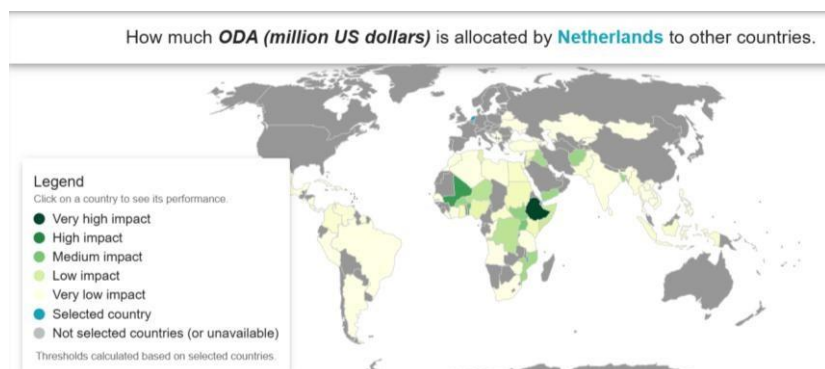 How much ODA (million US dollars) is allocated by Netherlands to other countries.
Legend
Click on a country to see its performance.
Very high impact
High impact
Medium impact
Low impact
Very low impact
Selected country
Not selected countries (or unavailable)
Thresholds calculated based on selected countries.